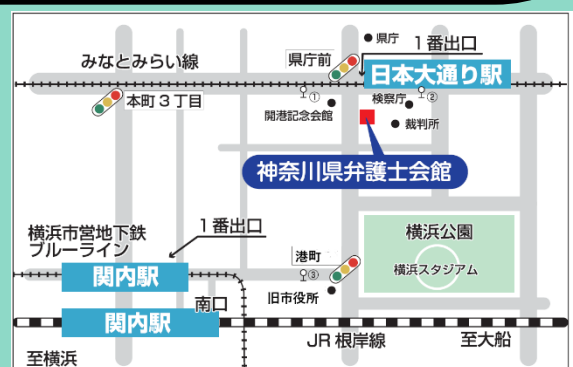 県庁
1番出口
みなとみらい線
県庁前
日本大通り駅
本町3丁目
①
検察庁
②
開港記念会館
裁判所
神奈川県弁護士会館
横浜市営地下鉄
ブルーライン
1番出口
関内駅
港町
横浜公園
③
横浜スタジアム
南口
旧市役所
関内駅
JR根岸線
至大船
至横浜